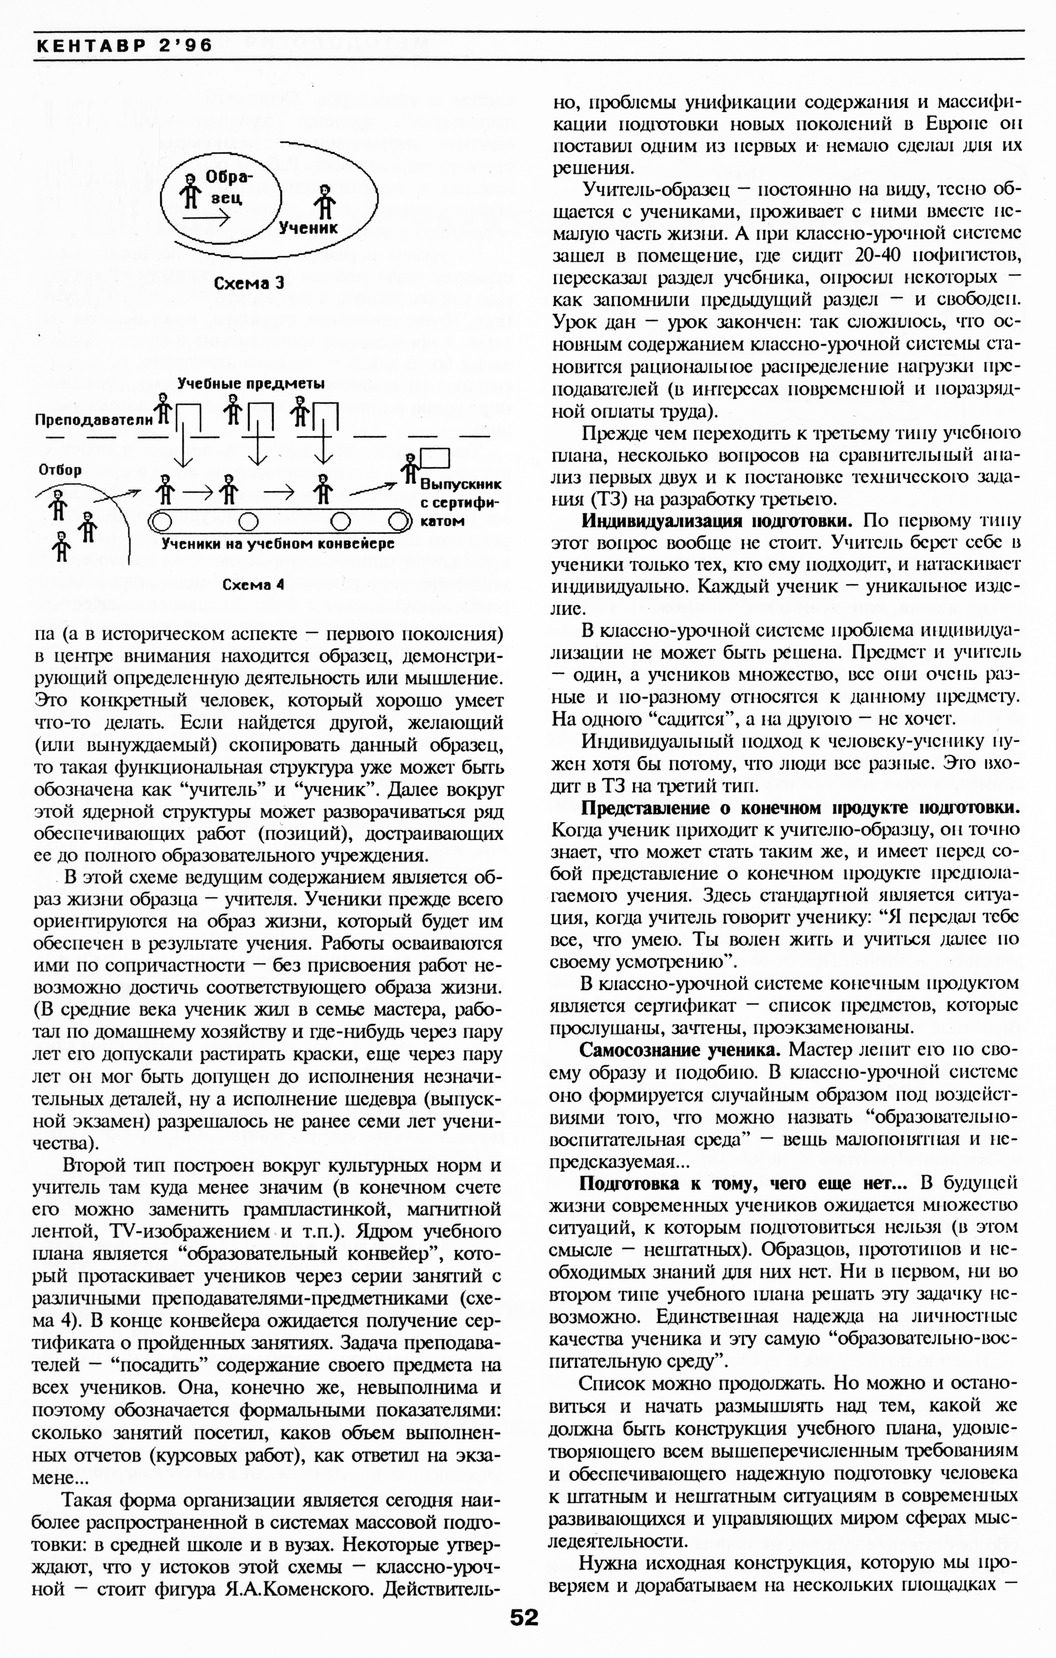 КЕНТАВР 2'96
Обра-
зец
Ученик
Схема 3
Учебные предметы
Преподаватели
Отбор
Выпускник
с сертифи-
катом
Ученики на учебном конвейере
Схема 4
па (а в историческом аспекте — первого поколения)
в центре внимания находится образец, демонстри-
рующий определенную деятельность или мышление.
Это конкретный человек, который хорошо умеет
что-то делать. Если найдется другой, желающий
(или вынуждаемый) скопировать данный образец,
то такая функциональная структура уже может быть
обозначена как “учитель” и “ученик”. Далее вокруг
этой ядерной структуры может разворачиваться ряд
обеспечивающих работ (позиций), достраивающих
ее до полного образовательного учреждения.
В этой схеме ведущим содержанием является об-
раз жизни образца — учителя. Ученики прежде всего
ориентируются на образ жизни, который будет им
обеспечен в результате учения. Работы осваиваются
ими по сопричастности — без присвоения работ не-
возможно достичь соответствующего образа жизни.
(В средние века ученик жил в семье мастера, рабо-
тал по домашнему хозяйству и где-нибудь через пару
лет его допускали растирать краски, еще через пару
лет он мог быть допущен до исполнения незначи-
тельных деталей, ну а исполнение шедевра (выпуск-
ной экзамен) разрешалось не ранее семи лет учени-
чества).
Второй тип построен вокруг культурных норм и
учитель там куда менее значим (в конечном счете
его можно заменить грампластинкой, магнитной
лентой, TV-изображением и т.п.). Ядром учебного
плана является “образовательный конвейер”, кото-
рый протаскивает учеников через серии занятий с
различными преподавателями-предметниками (схе-
ма 4). В конце конвейера ожидается получение сер-
тификата о пройденных занятиях. Задача преподава-
телей — “посадить” содержание своего предмета на
всех учеников. Она, конечно же, невыполнима и
поэтому обозначается формальными показателями:
сколько занятий посетил, каков объем выполнен-
ных отчетов (курсовых работ), как ответил на экза-
мене...
Такая форма организации является сегодня наи-
более распространенной в системах массовой подго-
товки: в средней школе и в вузах. Некоторые утвер-
ждают, что у истоков этой схемы — классно-уроч-
ной — стоит фигура Я.А.Коменского. Действитель-
но, проблемы унификации содержания и массифи-
кации подготовки новых поколений в Европе он
поставил одним из первых и немало сделал для их
решения.
Учитель-образец — постоянно на виду, тесно об-
щается с учениками, проживает с ними вместе не-
малую часть жизни. А при классно-урочной системе
зашел в помещение, где сидит 20-40 пофигистов,
пересказал раздел учебника, опросил некоторых —
как запомнили предыдущий раздел — и свободен.
Урок дан — урок закончен: так сложилось, что ос-
новным содержанием классно-урочной системы ста-
новится рациональное распределение нагрузки пре-
подавателей (в интересах повременной и поразряд-
ной оплаты труда).
Прежде чем переходить к третьему типу учебного
плана, несколько вопросов на сравнительный ана-
лиз первых двух и к постановке технического зада-
ния (ТЗ) на разработку третьего.
Индивидуализация подготовки. По первому типу
этот вопрос вообще не стоит. Учитель берет себе в
ученики только тех, кто ему подходит, и натаскивает
индивидуально. Каждый ученик — уникальное изде-
лие.
В классно-урочной системе проблема индивидуа-
лизации не может быть решена. Предмет и учитель
— один, а учеников множество, все они очень раз-
ные и по-разному относятся к данному предмету.
На одного “садится”, а на другого — не хочет.
Индивидуальный подход к человеку-ученику ну-
жен хотя бы потому, что люди все разные. Это вхо-
дит в ТЗ на третий тип.
Представление о конечном продукте подготовки.
Когда ученик приходит к учителю-образцу, он точно
знает, что может стать таким же, и имеет перед со-
бой представление о конечном продукте предпола-
гаемого учения. Здесь стандартной является ситуа-
ция, когда учитель говорит ученику: “Я передал тебе
все, что умею. Ты волен жить и учиться далее по
своему усмотрению”.
В классно-урочной системе конечным продуктом
является сертификат — список предметов, которые
прослушаны, зачтены, проэкзаменованы.
Самосознание ученика. Мастер лепит его по сво-
ему образу и подобию. В классно-урочной системе
оно формируется случайным образом под воздейст-
виями того, что можно назвать “образовательно-
воспитательная среда” — вещь малопонятная и не-
предсказуемая...
Подготовка к тому, чего еще нет... В будущей
жизни современных учеников ожидается множество
ситуаций, к которым подготовиться нельзя (в этом
смысле — нештатных). Образцов, прототипов и не-
обходимых знаний для них нет. Ни в первом, ни во
втором типе учебного плана решать эту задачку не-
возможно. Единственная надежда на личностные
качества ученика и эту самую “образовательно-вос-
питательную среду”.
Список можно продолжать. Но можно и остано-
виться и начать размышлять над тем, какой же
должна быть конструкция учебного плана, удовле-
творяющего всем вышеперечисленным требованиям
и обеспечивающего надежную подготовку человека
к штатным и нештатным ситуациям в современных
развивающихся и управляющих миром сферах мыс-
ледеятельности.
Нужна исходная конструкция, которую мы про-
веряем и дорабатываем на нескольких площадках —
52